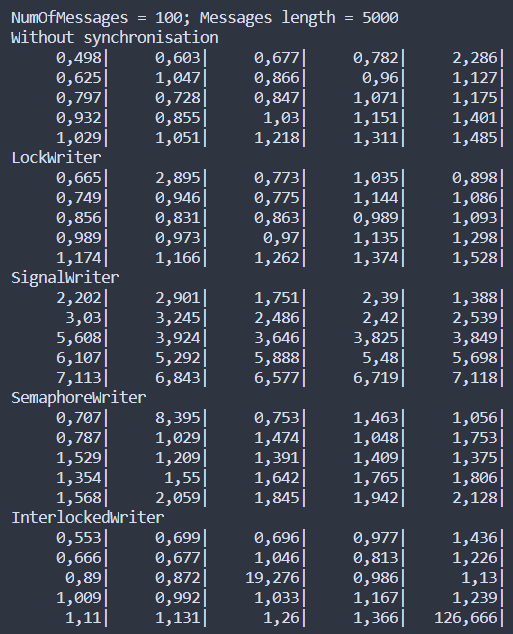 NumOfMessages = 100; Messages length = 5000
Without synchronisation
0,498| 0,603| 0,677| 0,782| 2,286|
0,625| 1,047| 0,866| 0,96| 1,127|
0,797| 0,728| 0,847| 1,071| 1,175|
0,932| 0,855| 1,03| 1,151| 1,401|
1,029| 1,051| 1,218| 1,311| 1,485|
LockWriter
0,665| 2,895| 0,773| 1,035| 0,898|
0,749| 0,946| 0,775| 1,144| 1,086|
0,856| 0,831| 0,863| 0,989| 1,093|
0,989| 0,973| 0,97| 1,135| 1,298|
1,174| 1,166| 1,262| 1,374| 1,528|
SignalWriter
2,202| 2,901| 1,751| 2,39| 1,388|
3,03| 3,245| 2,486| 2,42| 2,539|
5,608| 3,924| 3,646| 3,825| 3,849|
6,107| 5,292| 5,888| 5,48| 5,698|
7,113| 6,843| 6,577| 6,719| 7,118|
SemaphoreWriter
0,707| 8,395| 0,753| 1,463| 1,056|
0,787| 1,029| 1,474| 1,048| 1,753|
1,529| 1,209| 1,391| 1,409| 1,375|
1,354| 1,55| 1,642| 1,765| 1,806|
1,568| 2,059| 1,845| 1,942| 2,128|
InterlockedWriter
0,553| 0,699| 0,696| 0,977| 1,436|
0,666| 0,677| 1,046| 0,813| 1,226|
0,89| 0,872| 19,276| 0,986| 1,13|
1,009| 0,992| 1,033| 1,167| 1,239|
1,11| 1,131| 1,26| 1,366| 126,666|